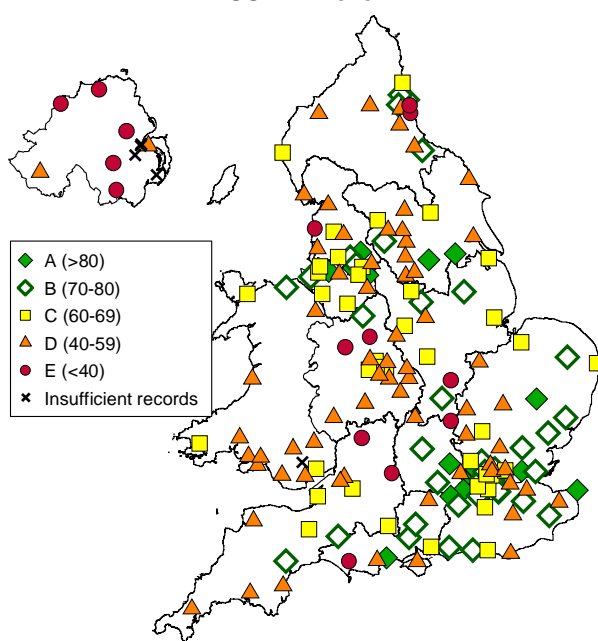 A (>80)
B (70-80)
C (60-69)
D (40-59)
E (<40)
Insufficient records